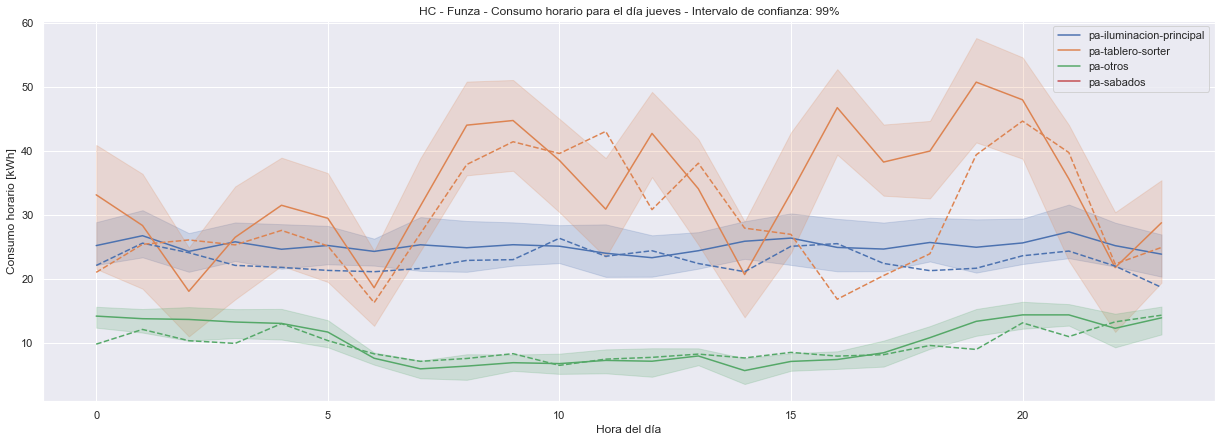 HC - Funza - Consumo horario para el día jueves - Intervalo de confianza: 99%
pa-iluminacion-principal
pa-tablero-sorter
pa-otros
pa-sabados
Consumo horario [kWh]
60
50
40
30
20
10
0 5 10 15 20
Hora del día